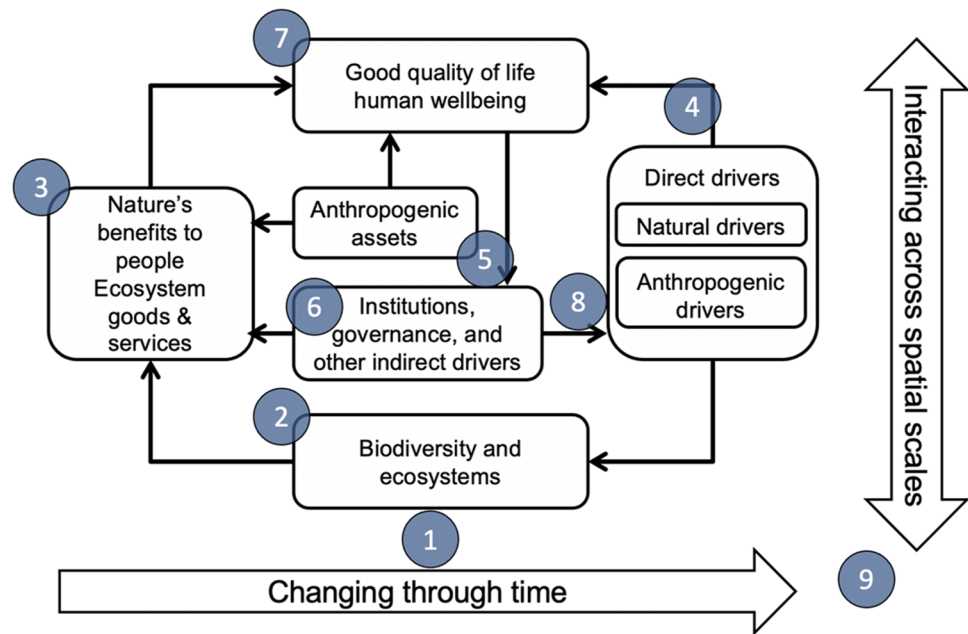 7
Good quality of life
human wellbeing
4
3
Nature's
benefits to
people
Ecosystem
goods &
services
Anthropogenic
assets
5
Direct drivers
Natural drivers
Anthropogenic
drivers
6
Institutions,
governance, and
other indirect drivers
8
2
Biodiversity and
ecosystems
1
Changing through time
Interacting across spatial scales
9